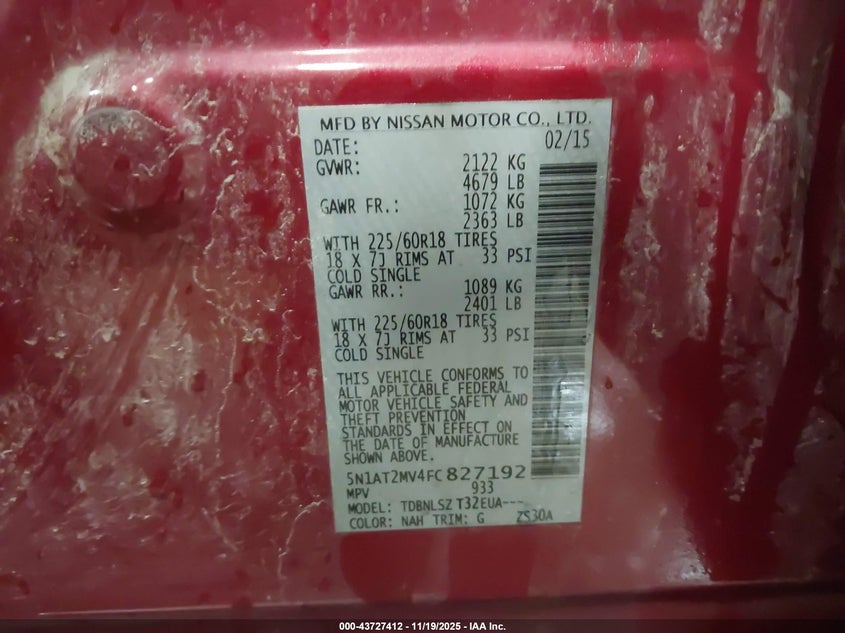 MFD BY NISSAN MOTOR CO., LTD.
DATE: 02/15
GVWR: 2122 KG
4679 LB
GAWR FR.: 1072 KG
2363 LB
WITH 225/60R18 TIRES
18 X 7J RIMS AT 33 PSI
COLD SINGLE
GAWR RR.: 1089 KG
2401 LB
WITH 225/60R18 TIRES
18 X 7J RIMS AT 33 PSI
COLD SINGLE
THIS VEHICLE CONFORMS TO
ALL APPLICABLE FEDERAL
MOTOR VEHICLE SAFETY AND
THEFT PREVENTION
STANDARDS IN EFFECT ON
THE DATE OF MANUFACTURE
SHOWN ABOVE.
5N1AT2MV4FC827192
MPV 933
MODEL: TDBNLSZ T32EUA---
COLOR: NAH TRIM: G ZS30A
000-43727412 - 11/19/2025 - IAA Inc.